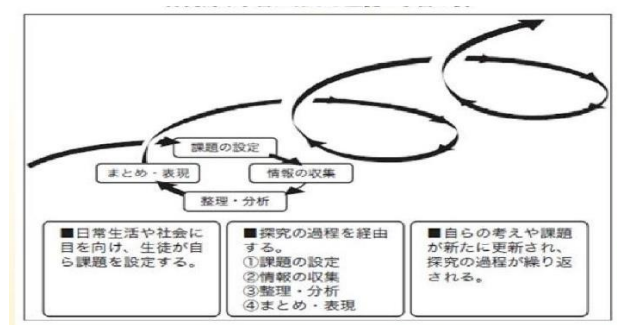 課題の設定
まとめ・表現
情報の収集
整理・分析
■日常生活や社会に
目を向け、生徒が自
ら課題を設定する。
■探究の過程を経由
する。
①課題の設定
②情報の収集
③整理・分析
④まとめ・表現
■自らの考えや課題
が新たに更新され、
探究の過程が繰り返
される。